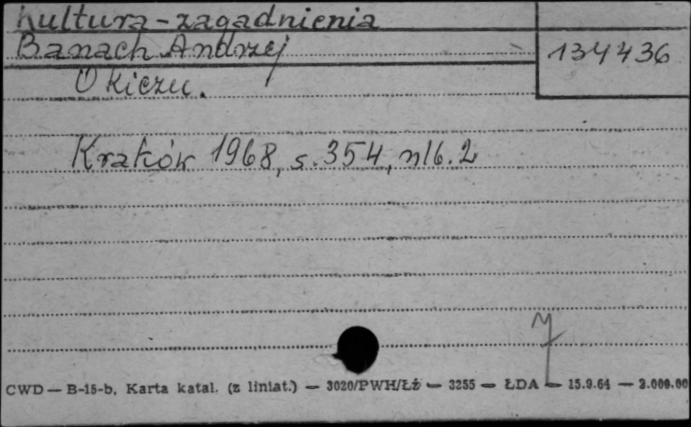 Kultura-zagadnienia
Banach Andrzej
134436
O kiczu.
Kraków 1968, s. 354, nlb. 2
CWD — B-15-b, Karta katal. (z liniat.) — 3020/PWH/ŁŻ — 3255 — ŁDA — 15.9.64 — 3.000.00